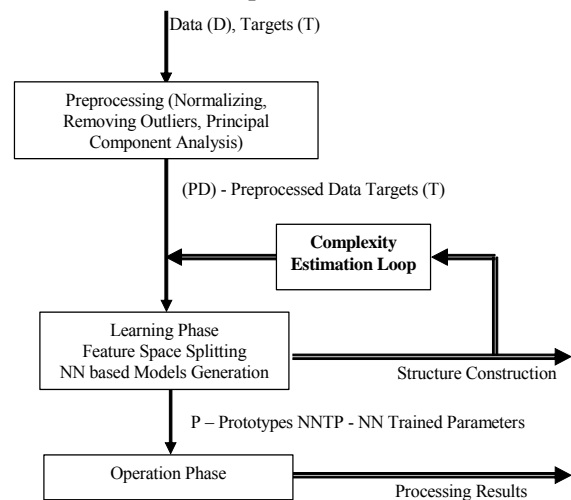 Data (D), Targets (T)
Preprocessing (Normalizing,
Removing Outliers, Principal
Component Analysis)
(PD) - Preprocessed Data Targets (T)
Complexity
Estimation Loop
Learning Phase
Feature Space Splitting
NN based Models Generation
Structure Construction
P – Prototypes NNTP - NN Trained Parameters
Operation Phase
Processing Results